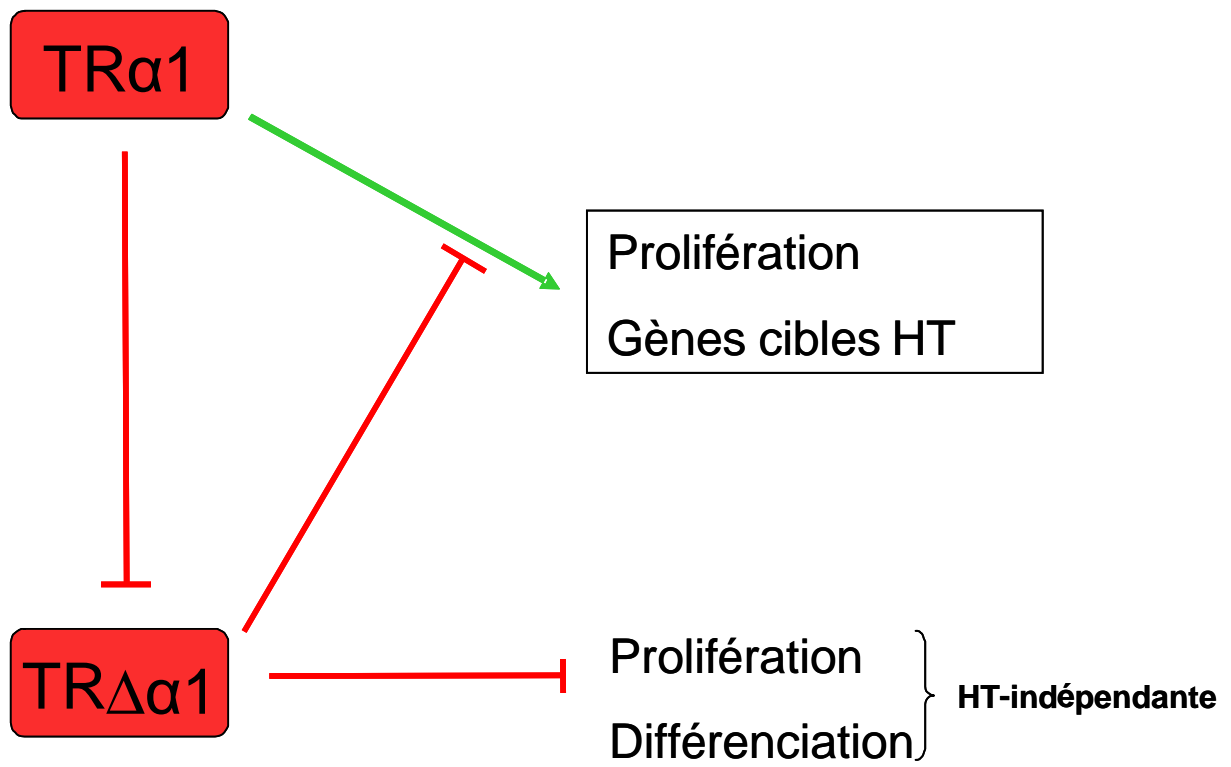 TRα1
Prolifération
Gènes cibles HT
TRΔα1
Prolifération
Différenciation
HT-indépendante